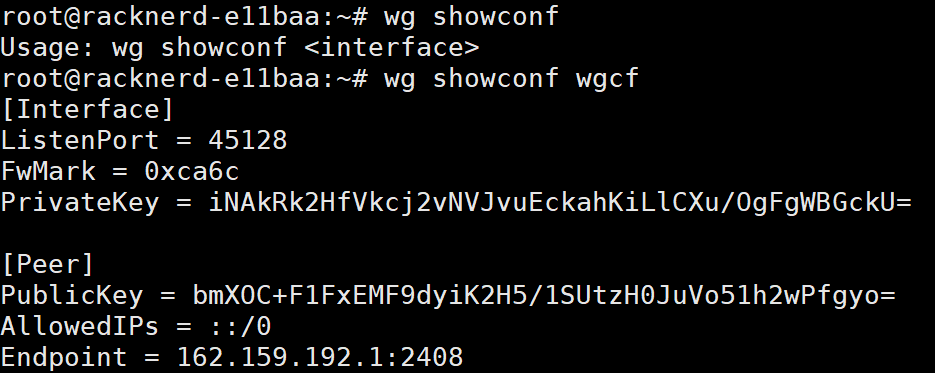 root@racknerd-e11baa:~# wg showconf
Usage: wg showconf <interface>
root@racknerd-e11baa:~# wg showconf wgcf
[Interface]
ListenPort = 45128
FwMark = 0xca6c
PrivateKey = iNAkRk2HfVkcj2vNVJvuEckahKiLlCXu/OgFgWBGckU=

[Peer]
PublicKey = bmXOC+F1FxEMF9dyiK2H5/1SUtzH0JuVo51h2wPfgyo=
AllowedIPs = ::/0
Endpoint = 162.159.192.1:2408